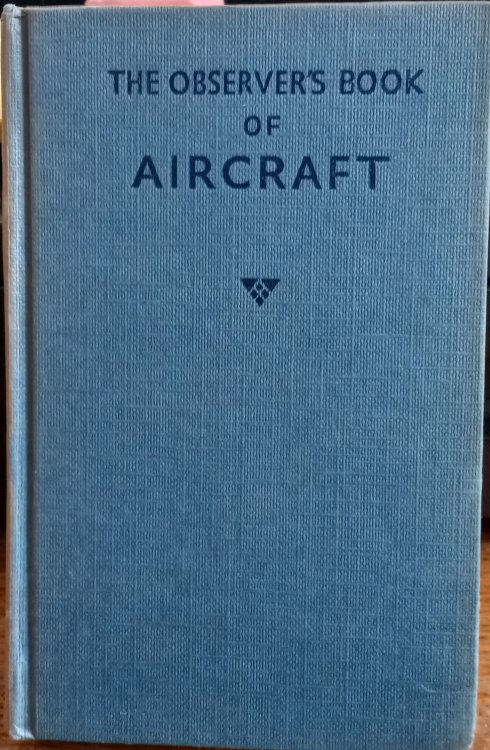 THE OBSERVER'S BOOK
OF
AIRCRAFT